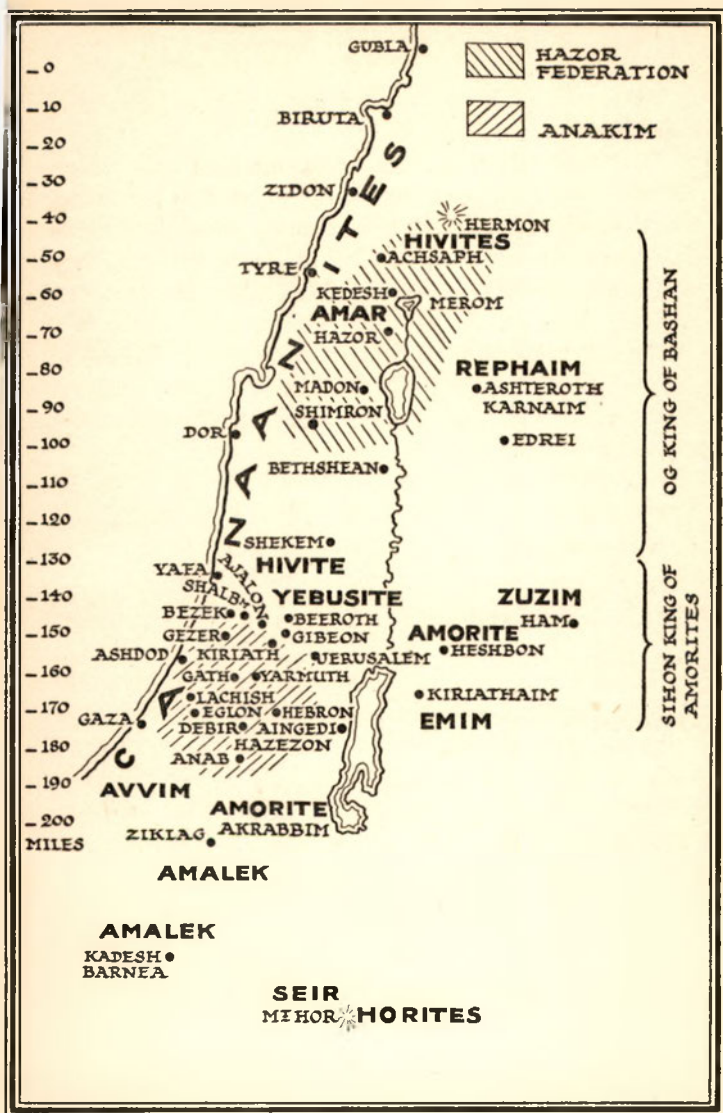 GUBLA
HAZOR
FEDERATION
ANAKIM
_ 0
_ 10
_ 20
_ 30
_ 40
_ 50
_ 60
_ 70
_ 80
_ 90
_ 100
_ 110
_ 120
_ 130
_ 140
_ 150
_ 160
_ 170
_ 180
_ 190
_ 200
MILES
BIRUTA
ZIDON
HERMON
HIVITES
ACHSAPH
TYRE
KEDESH
MEROM
AMAR
HAZOR
REPHAIM
MADON
ASHTEROTH
KARNAIM
SHIMRON
DOR
EDREI
BETHSHEAN
CANAANITES
OG KING OF BASHAN
SHEKEM
YAFA
HIVITE
AJALON
SHALBM
YEBUSITE
ZUZIM
BEZEK
BEEROTH
HAM
GEZER
GIBEON
AMORITE
ASHDOD
KIRIATH
JERUSALEM
HESHBON
GATH
YARMUTH
SIHON KING OF
AMORITES
LACHISH
KIRIATHAIM
EGLON
HEBRON
GAZA
DEBIR
AINGEDI
EMIM
HAZEZON
ANAB
AVVIM
AMORITE
AKRABBIM
ZIKLAG
AMALEK
AMALEK
KADESH
BARNEA
SEIR
MT HOR
HORITES